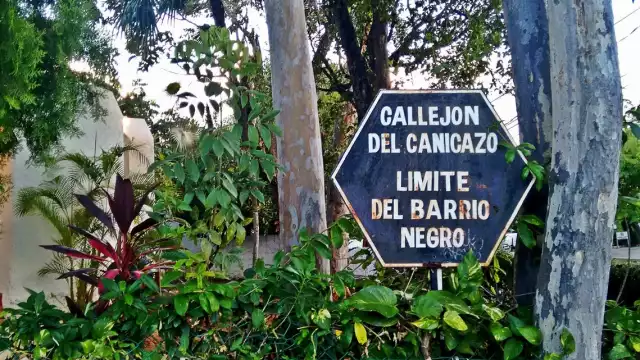 CALLEJON
DEL CANICAZO
LIMITE
DEL BARRIO
NEGRO